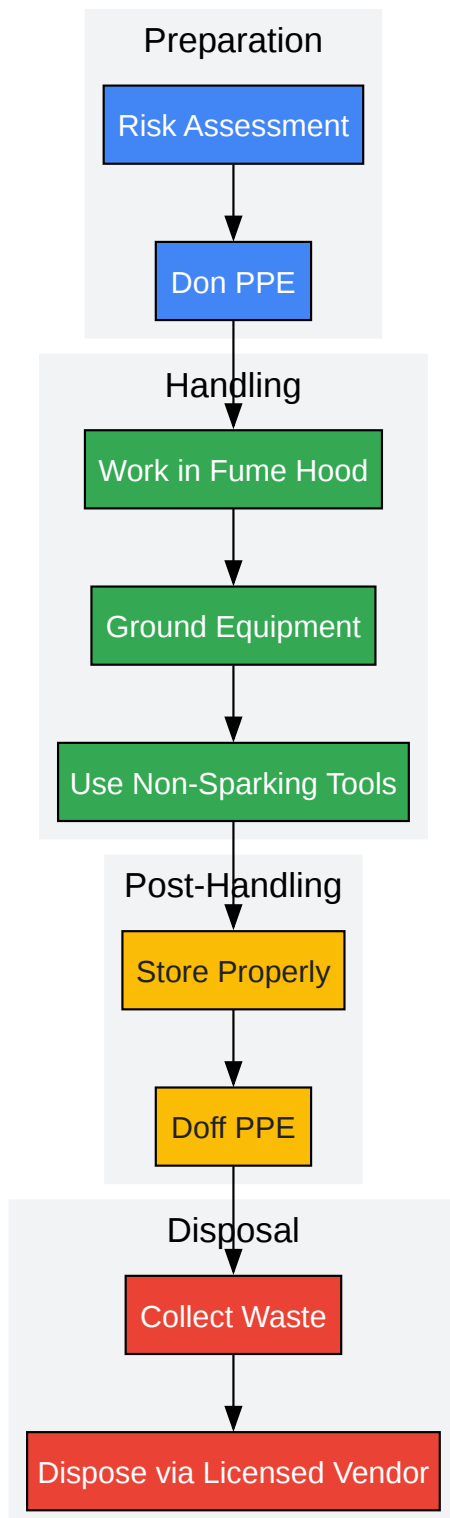 Preparation
Risk Assessment
Don PPE
Handling
Work in Fume Hood
Ground Equipment
Use Non-Sparking Tools
Post-Handling
Store Properly
Doff PPE
Disposal
Collect Waste
Dispose via Licensed Vendor